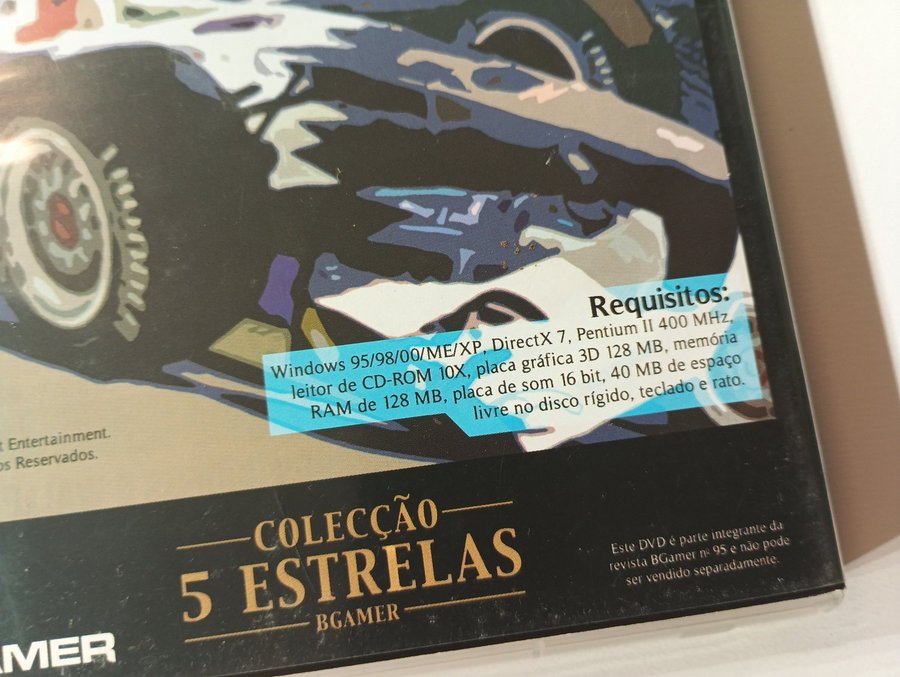 Requisitos:
Windows 95/98/00/ME/XP, DirectX 7, Pentium II 400 MHz,
leitor de CD-ROM 10X, placa gráfica 3D 128 MB, memória
RAM de 128 MB, placa de som 16 bit, 40 MB de espaço
livre no disco rígido, teclado e rato.
Entertainment.
Reservados.
COLECÇÃO
5 ESTRELAS
BGAMER
Este DVD é parte integrante da
revista BGamer nº 95 e não pode
ser vendido separadamente.
AMER